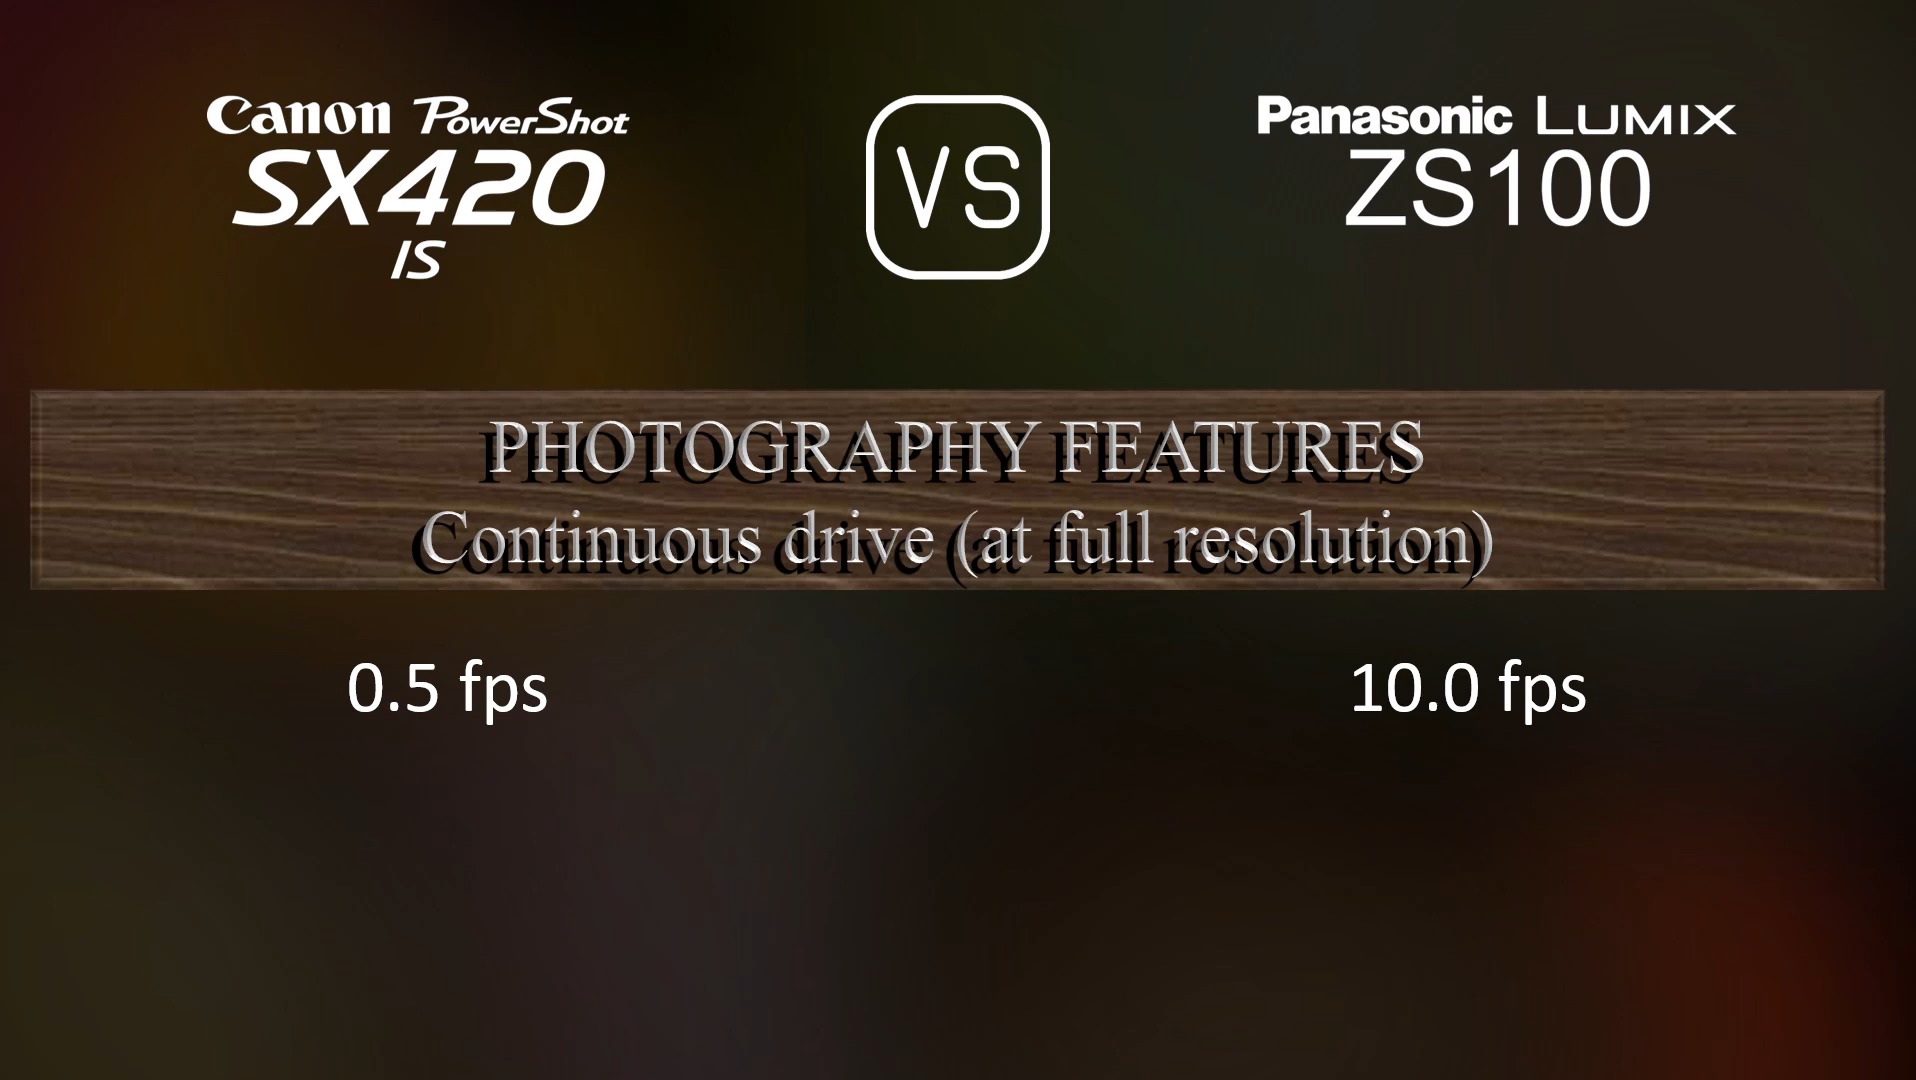 Canon PowerShot
SX420
IS
VS
Panasonic LUMIX
ZS100
PHOTOGRAPHY FEATURES
Continuous drive (at full resolution)
0.5 fps
10.0 fps